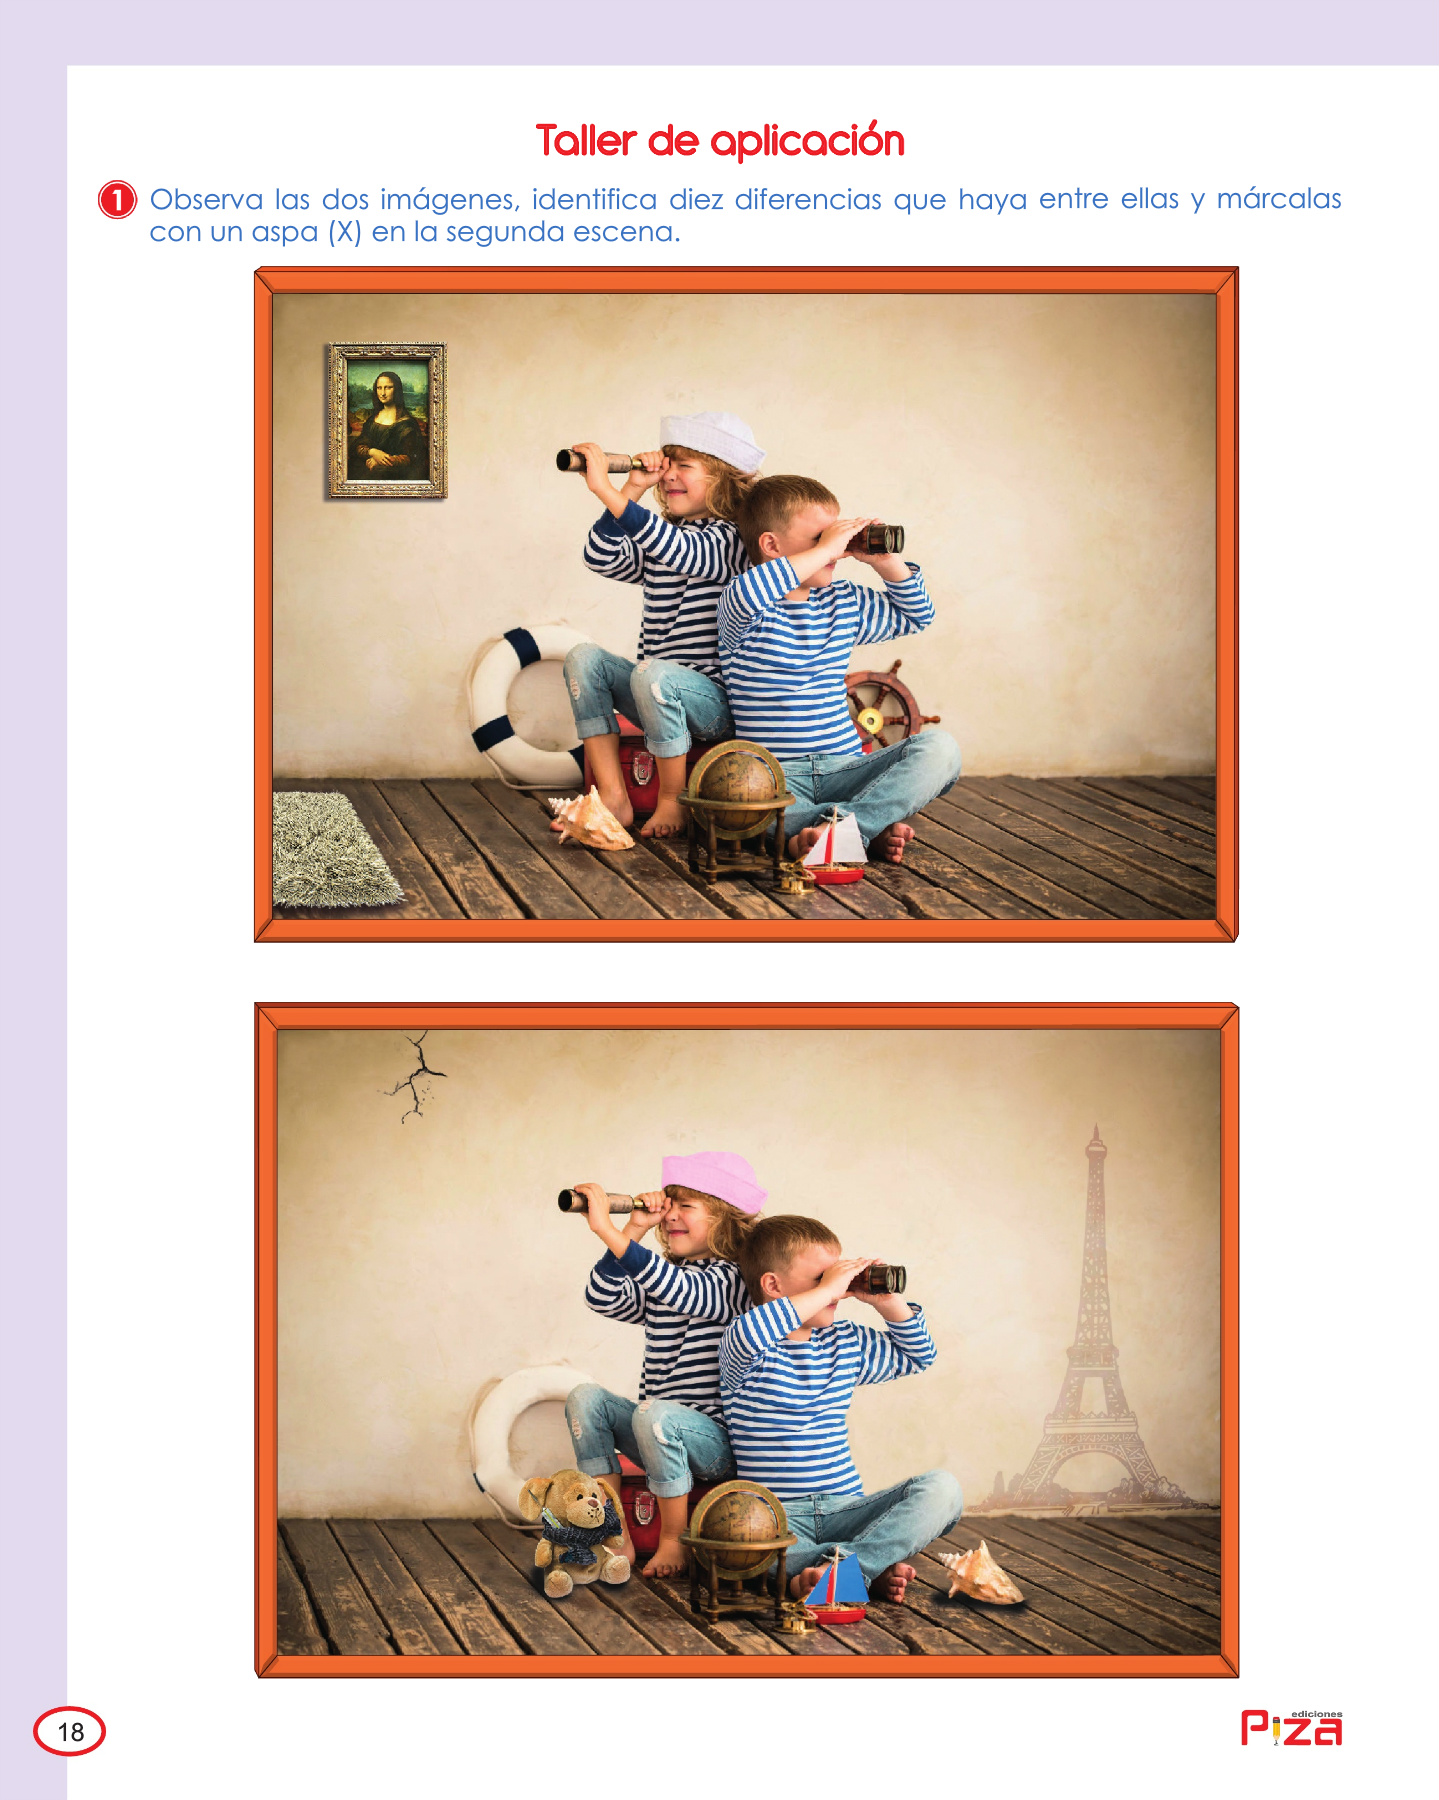 Taller de aplicación
1 Observa las dos imágenes, identifica diez diferencias que haya entre ellas y márcalas
con un aspa (X) en la segunda escena.
18
ediciones
Piza